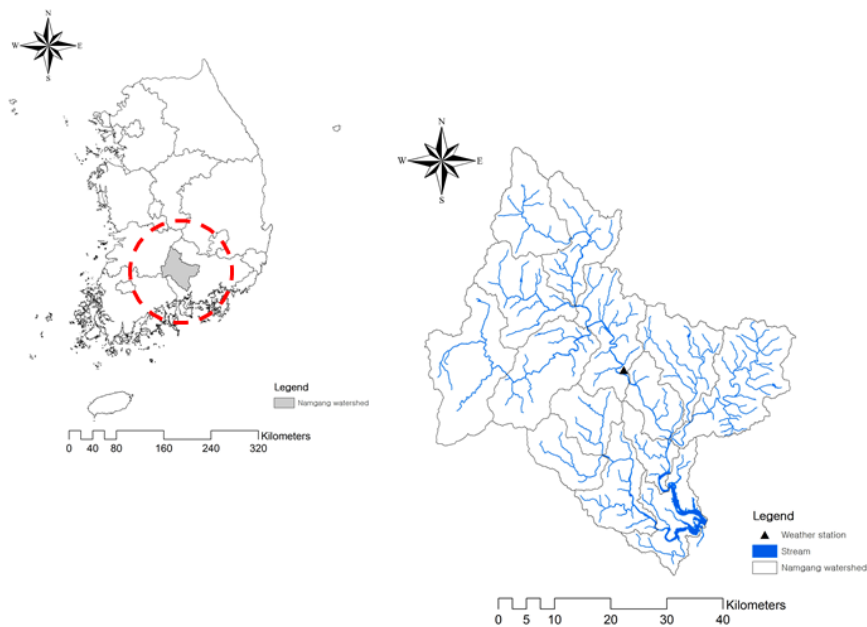 N
W E
S
Legend
Namgang watershed
Kilometers
0 40 80 160 240 320
N
W E
S
Legend
Weather station
Stream
Namgang watershed
Kilometers
0 5 10 20 30 40